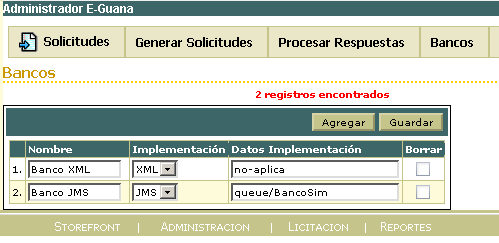 Administrador E-Guana
Solicitudes Generar Solicitudes Procesar Respuestas Bancos
Bancos
2 registros encontrados
Agregar Guardar
Nombre Implementación Datos Implementación Borrar
1. Banco XML XML no-aplica
2. Banco JMS JMS queue/BancoSim
STOREFRONT | ADMINISTRACION | LICITACION | REPORTES